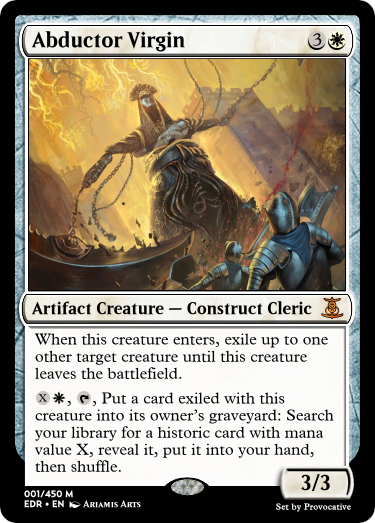 Abductor Virgin 3
Artifact Creature — Construct Cleric
When this creature enters, exile up to one
other target creature until this creature
leaves the battlefield.
X , , Put a card exiled with this
creature into its owner's graveyard: Search
your library for a historic card with mana
value X, reveal it, put it into your hand,
then shuffle.
3/3
001/450 M
EDR • EN Ariamis Arts
Set by Provocative